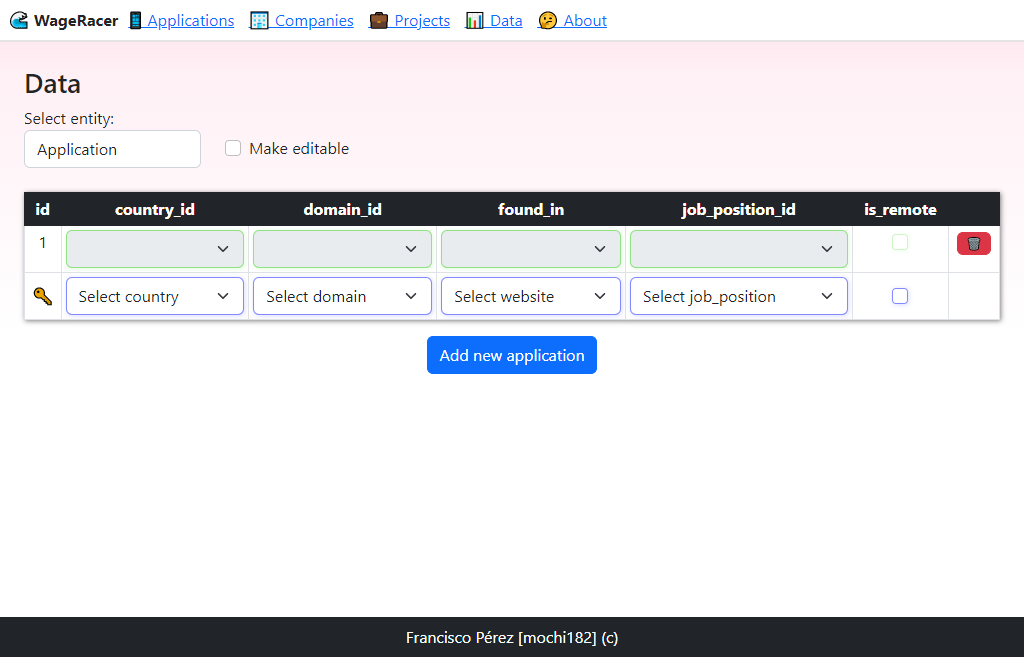 WageRacer Applications Companies Projects Data About
Data
Select entity:
Application Make editable
id country_id domain_id found_in job_position_id is_remote
1
Select country Select domain Select website Select job_position
Add new application
Francisco Pérez [mochi182] (c)